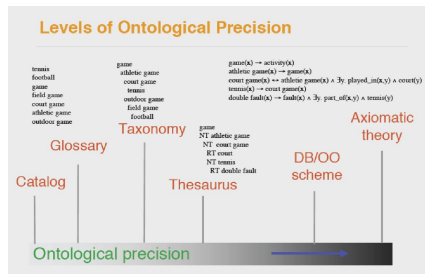 Levels of Ontological Precision
tennis
football
game
field game
court game
athletic game
outdoor game
game
athletic game
court game
tennis
outdoor game
field game
football
game
NT athletic game
NT court game
RT court
NT tennis
RT double fault
game(x) → activity(x)
athletic game(x) → game(x)
court game(x) ↔ athletic game(x) ∧ ∃y. played_in(x,y) ∧ court(y)
tennis(x) → court game(x)
double fault(x) → fault(x) ∧ ∃y. part_of(x,y) ∧ tennis(y)
Catalog
Glossary
Taxonomy
Thesaurus
DB/OO
scheme
Axiomatic
theory
Ontological precision